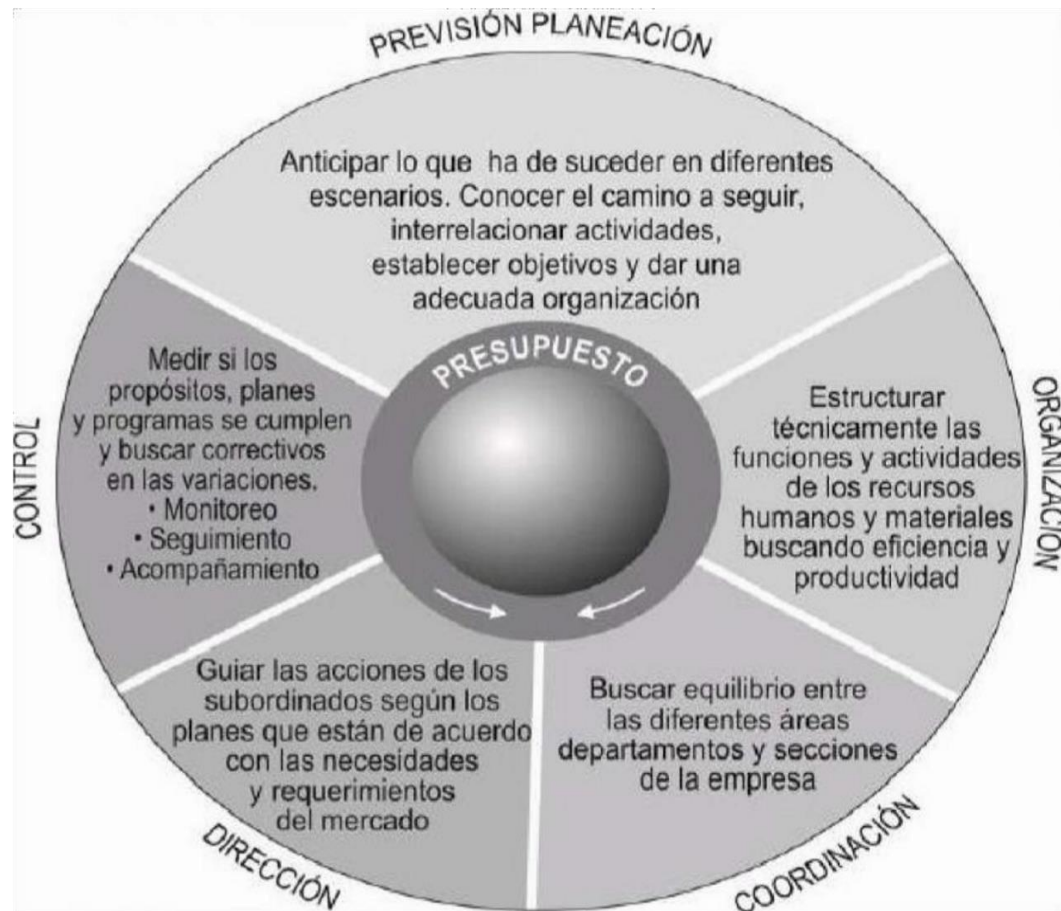 PREVISIÓN PLANEACIÓN
Anticipar lo que ha de suceder en diferentes
escenarios. Conocer el camino a seguir,
interrelacionar actividades,
establecer objetivos y dar una
adecuada organización
PRESUPUESTO
ORGANIZACIÓN
Estructurar
técnicamente las
funciones y actividades
de los recursos
humanos y materiales
buscando eficiencia y
productividad
COORDINACIÓN
Buscar equilibrio entre
las diferentes áreas
departamentos y secciones
de la empresa
DIRECCIÓN
Guiar las acciones de los
subordinados según los
planes que están de acuerdo
con las necesidades
y requerimientos
del mercado
CONTROL
Medir si los
propósitos, planes
y programas se cumplen
y buscar correctivos
en las variaciones.
• Monitoreo
• Seguimiento
• Acompañamiento